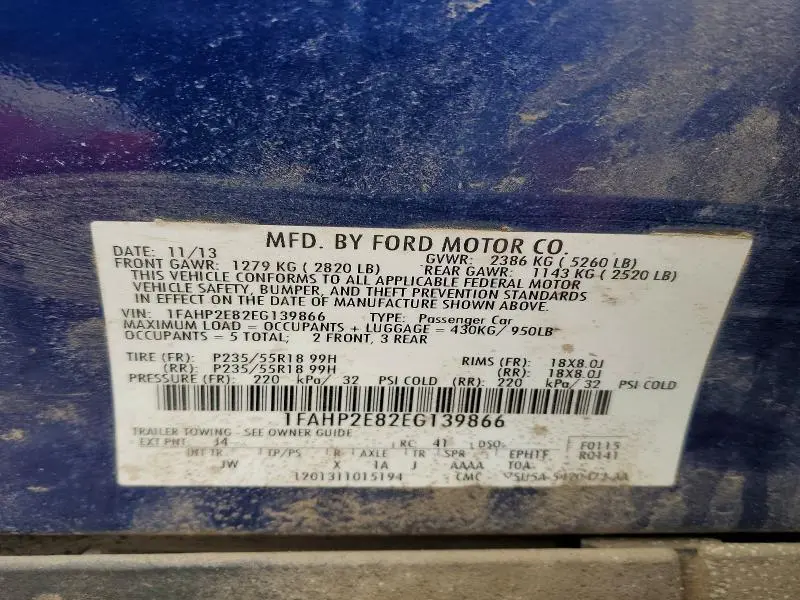 MFD. BY FORD MOTOR CO.
DATE: 11/13 GVWR: 2386 KG ( 5260 LB)
FRONT GAWR: 1279 KG ( 2820 LB) REAR GAWR: 1143 KG ( 2520 LB)
THIS VEHICLE CONFORMS TO ALL APPLICABLE FEDERAL MOTOR
VEHICLE SAFETY, BUMPER, AND THEFT PREVENTION STANDARDS
IN EFFECT ON THE DATE OF MANUFACTURE SHOWN ABOVE.
VIN: 1FAHP2E82EG139866 TYPE: Passenger Car
MAXIMUM LOAD = OCCUPANTS + LUGGAGE = 430KG/ 950LB
OCCUPANTS = 5 TOTAL; 2 FRONT, 3 REAR
TIRE (FR): P235/55R18 99H RIMS (FR): 18X8.0J
(RR): P235/55R18 99H (RR): 18X8.0J
PRESSURE (FR): 220 kPa/ 32 PSI COLD (RR): 220 kPa/ 32 PSI COLD
1FAHP2E82EG139866
TRAILER TOWING - SEE OWNER GUIDE
EXT PNT: J4 RC: 41 DSO: F0115
INT TR TP/PS R AXLE TR SPR EPHTF R0141
JW X 1A J AAAA T0A
1201311015194 CMC